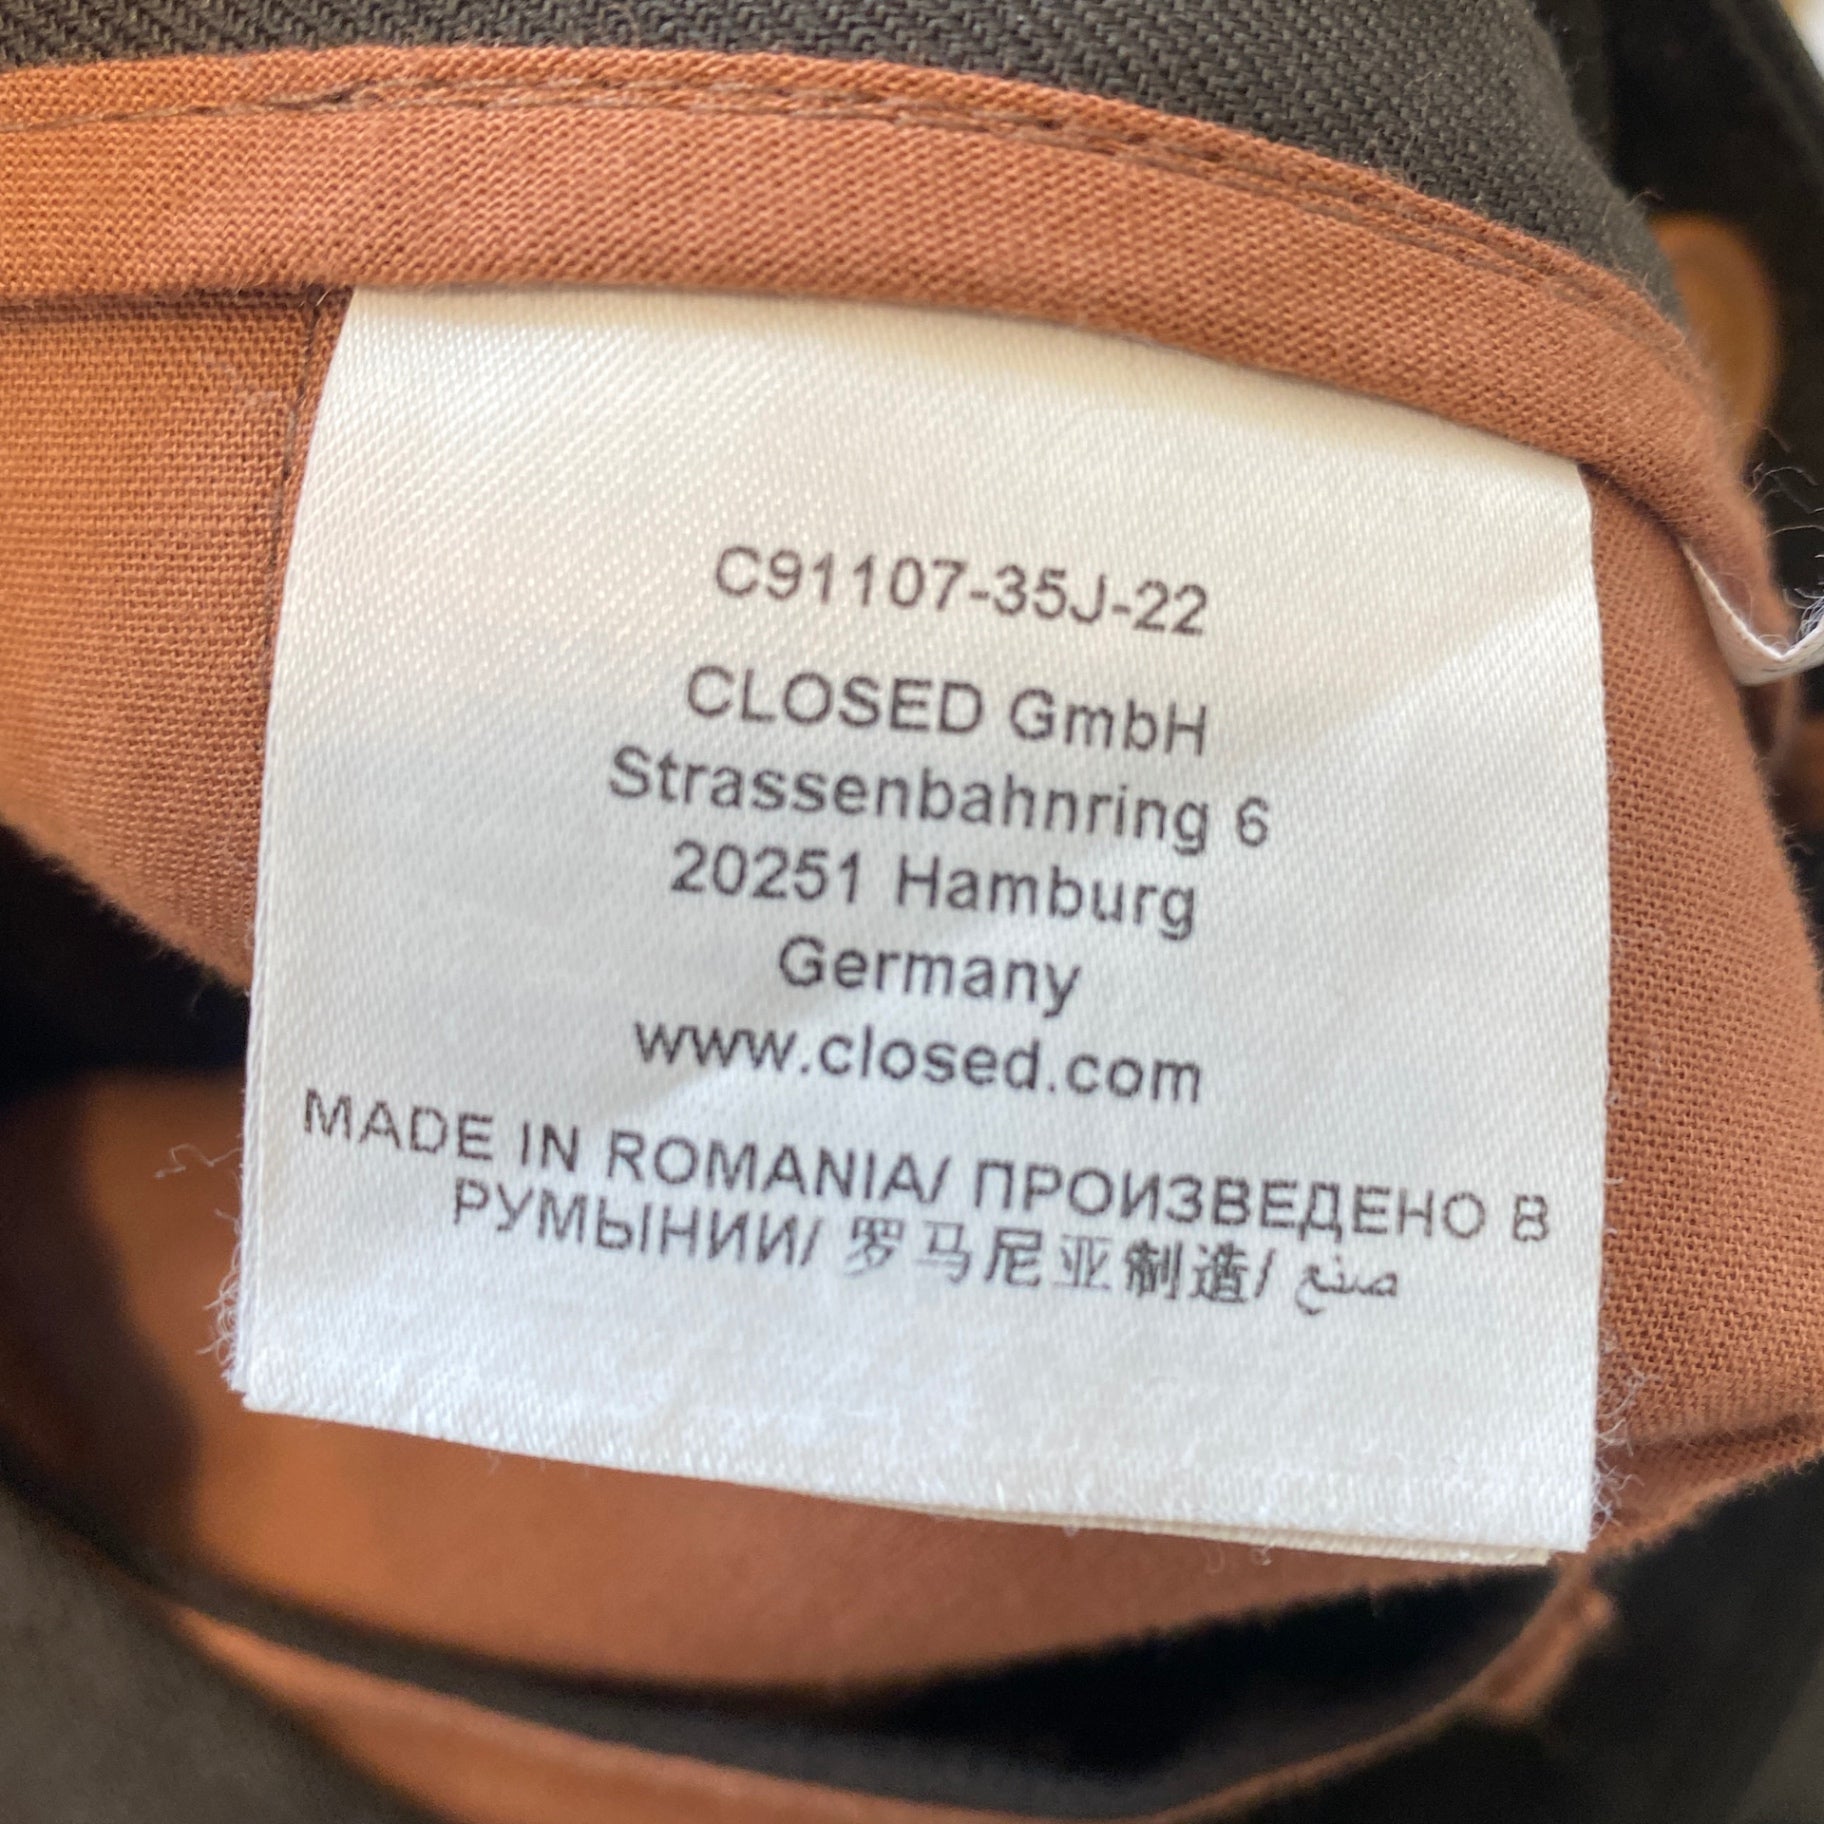 C91107-35J-22
CLOSED GmbH
Strassenbahnring 6
20251 Hamburg
Germany
www.closed.com
MADE IN ROMANIA/ ПРОИЗВЕДЕНО В
РУМЫНИИ/ 罗马尼亚制造/ صنع